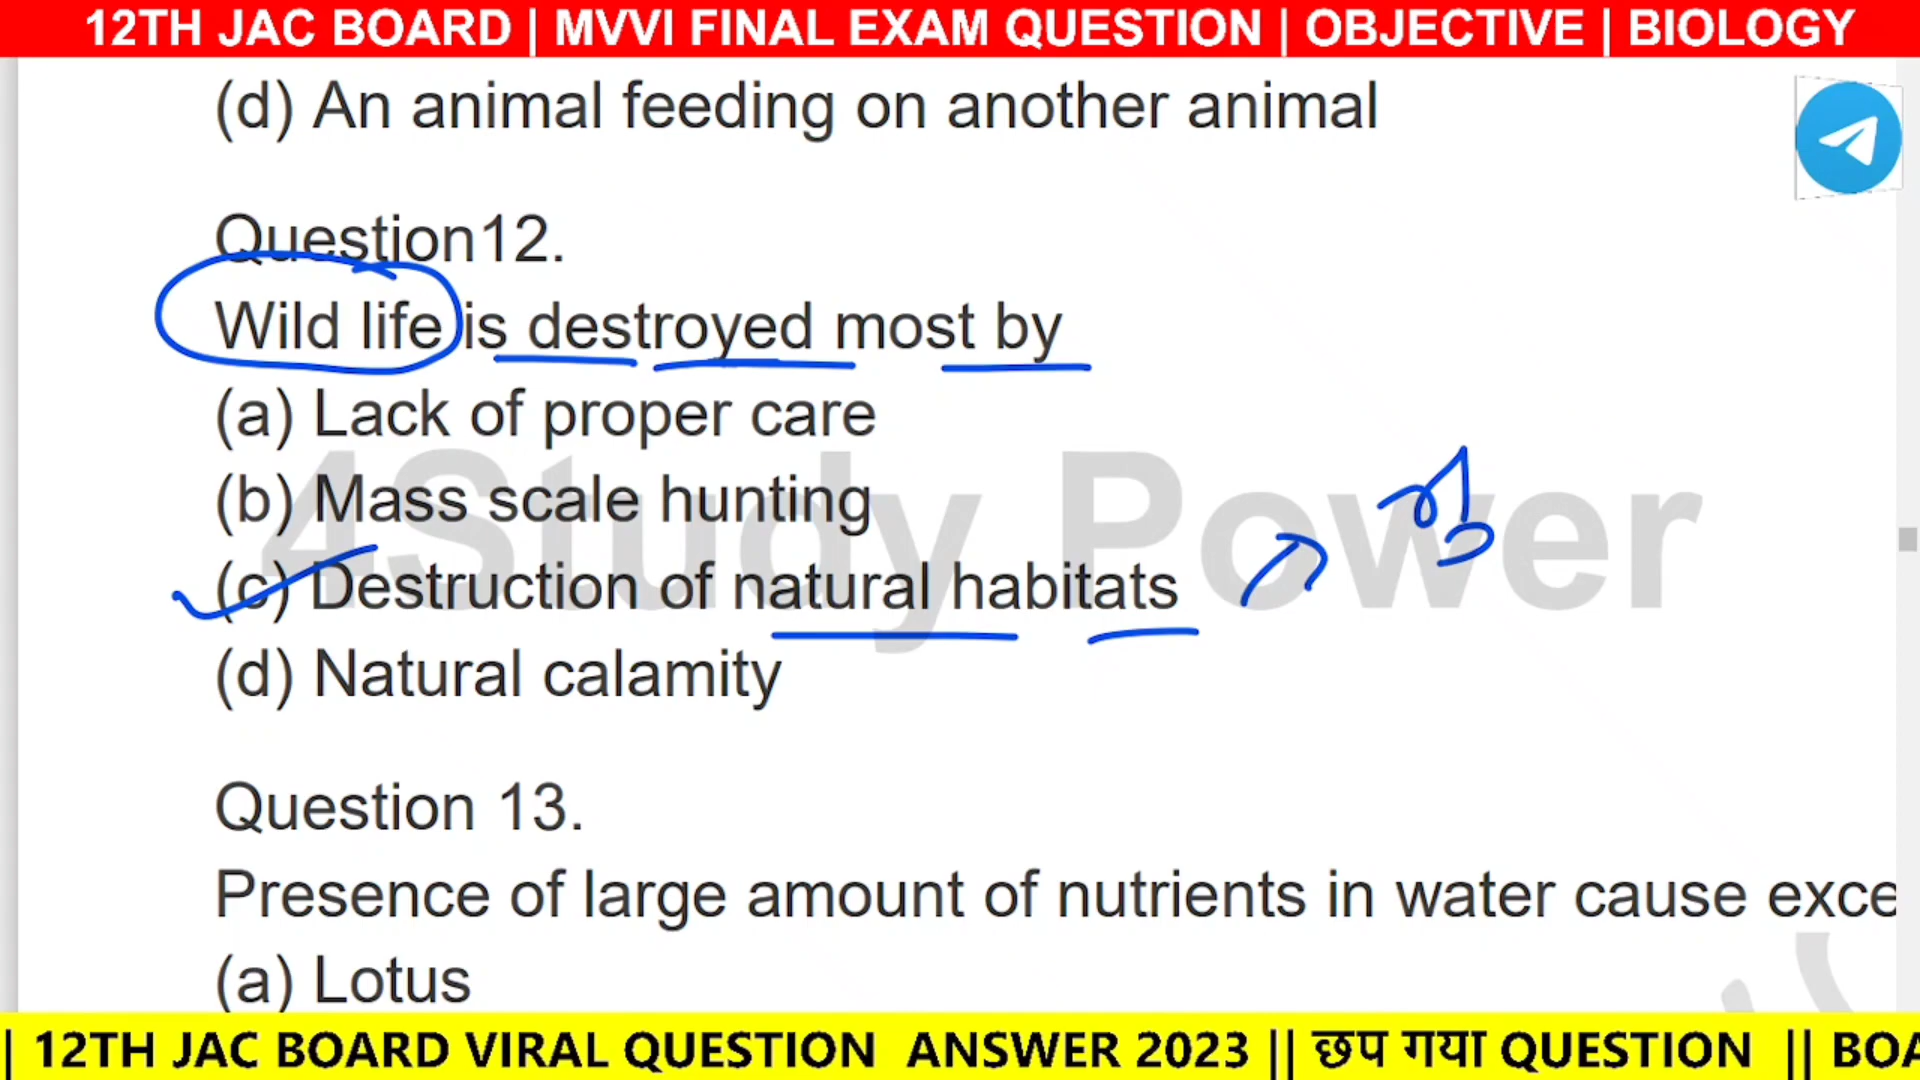 12TH JAC BOARD | MVVI FINAL EXAM QUESTION | OBJECTIVE | BIOLOGY
(d) An animal feeding on another animal
Question12.
Wild life is destroyed most by
(a) Lack of proper care
(b) Mass scale hunting
(c) Destruction of natural habitats
(d) Natural calamity
4Study Power
Question 13.
Presence of large amount of nutrients in water cause exce
(a) Lotus
| 12TH JAC BOARD VIRAL QUESTION ANSWER 2023 || छप गया QUESTION || BOA